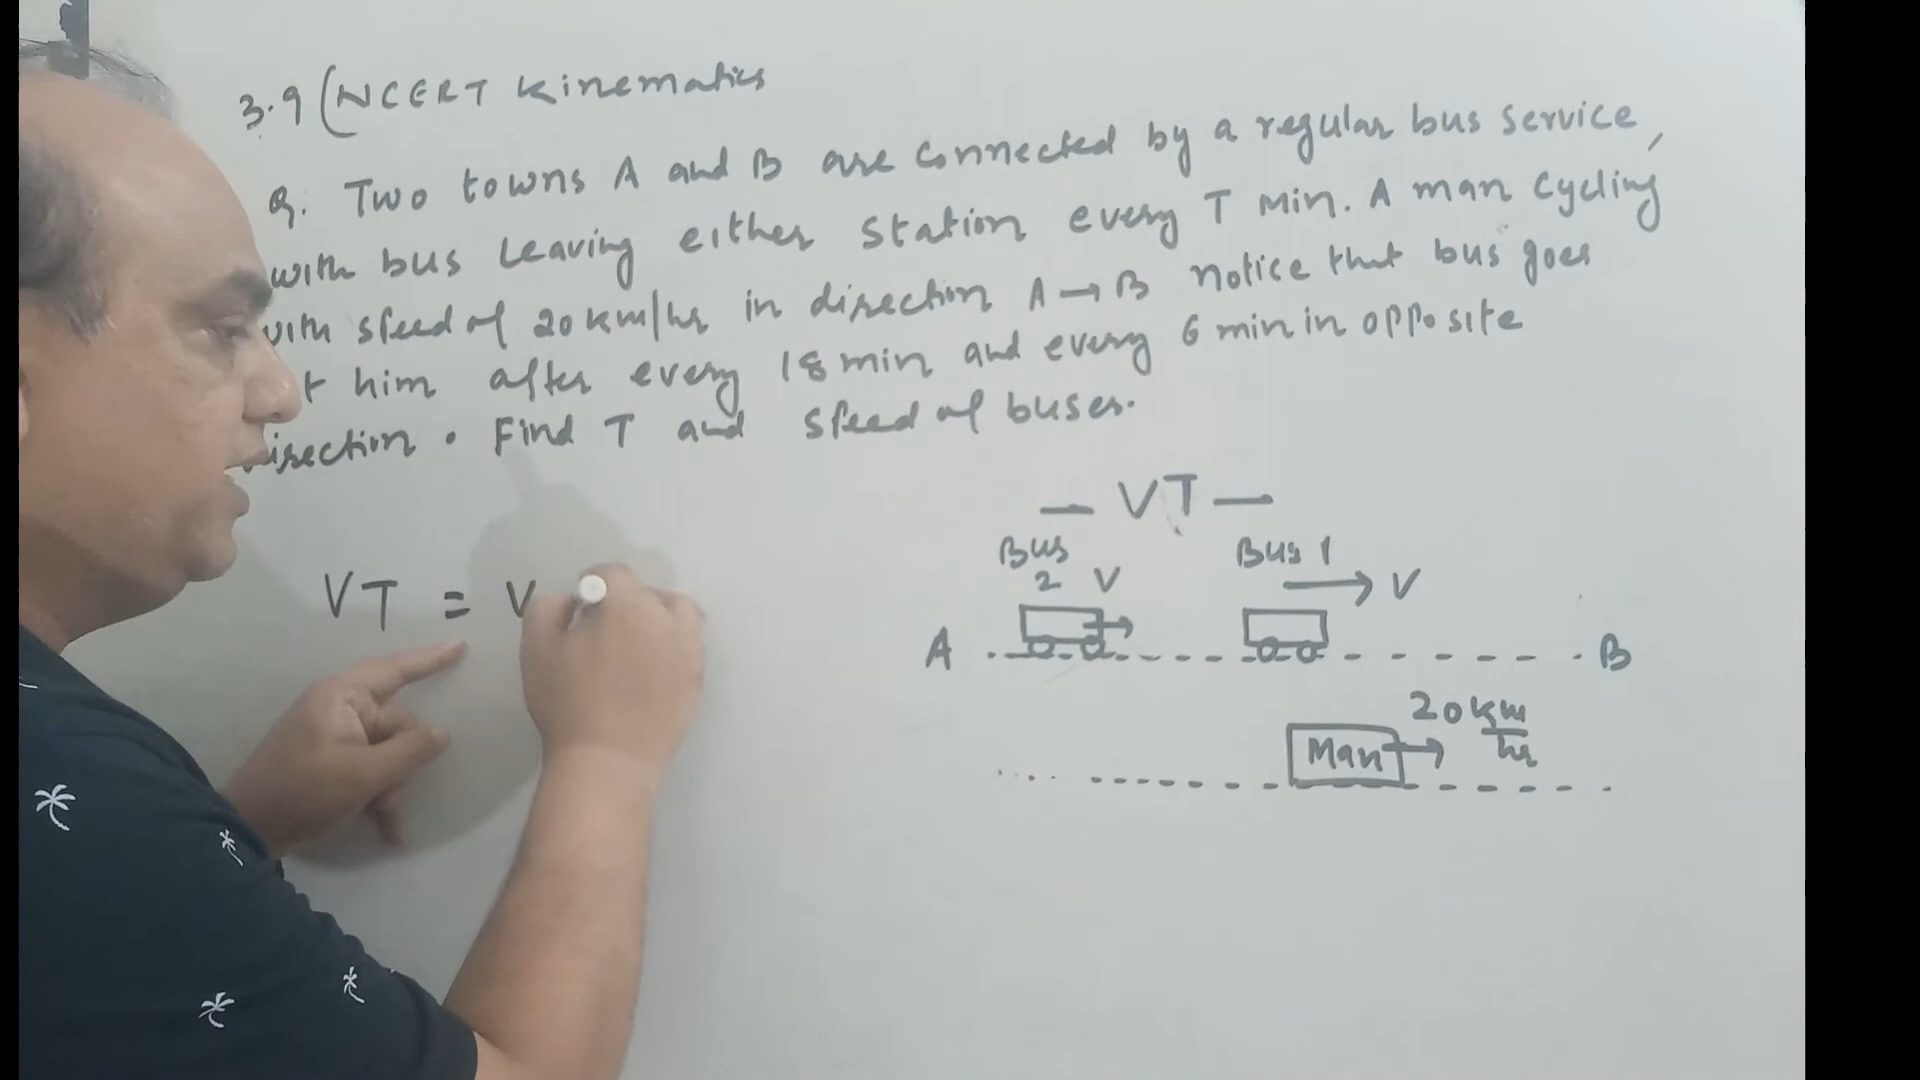 3.9 (NCERT Kinematics
Q. Two towns A and B are connected by a regular bus service,
with bus leaving either station every T min. A man cycling
with speed of 20 km/hr in direction A → B notice that bus goes
him after every 18 min and every 6 min in opposite
direction. Find T and speed of buses.
— VT —
Bus 2 V
Bus 1 → V
VT = V
A
B
20 km/hr
Man